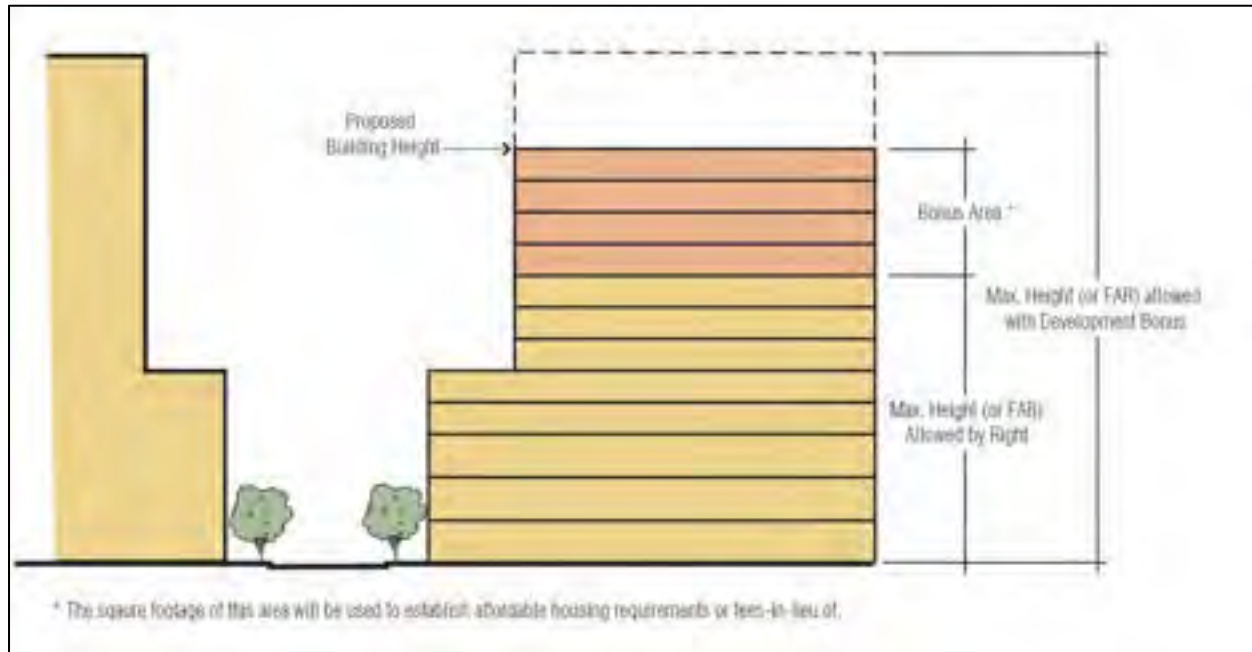 Proposed
Building Height
Bonus Area *
Max. Height (or FAR) allowed
with Development Bonus
Max. Height (or FAR)
Allowed by Right
* The sqaure footage of this area will be used to establish affordable housing requirements or fees-in-lieu of.